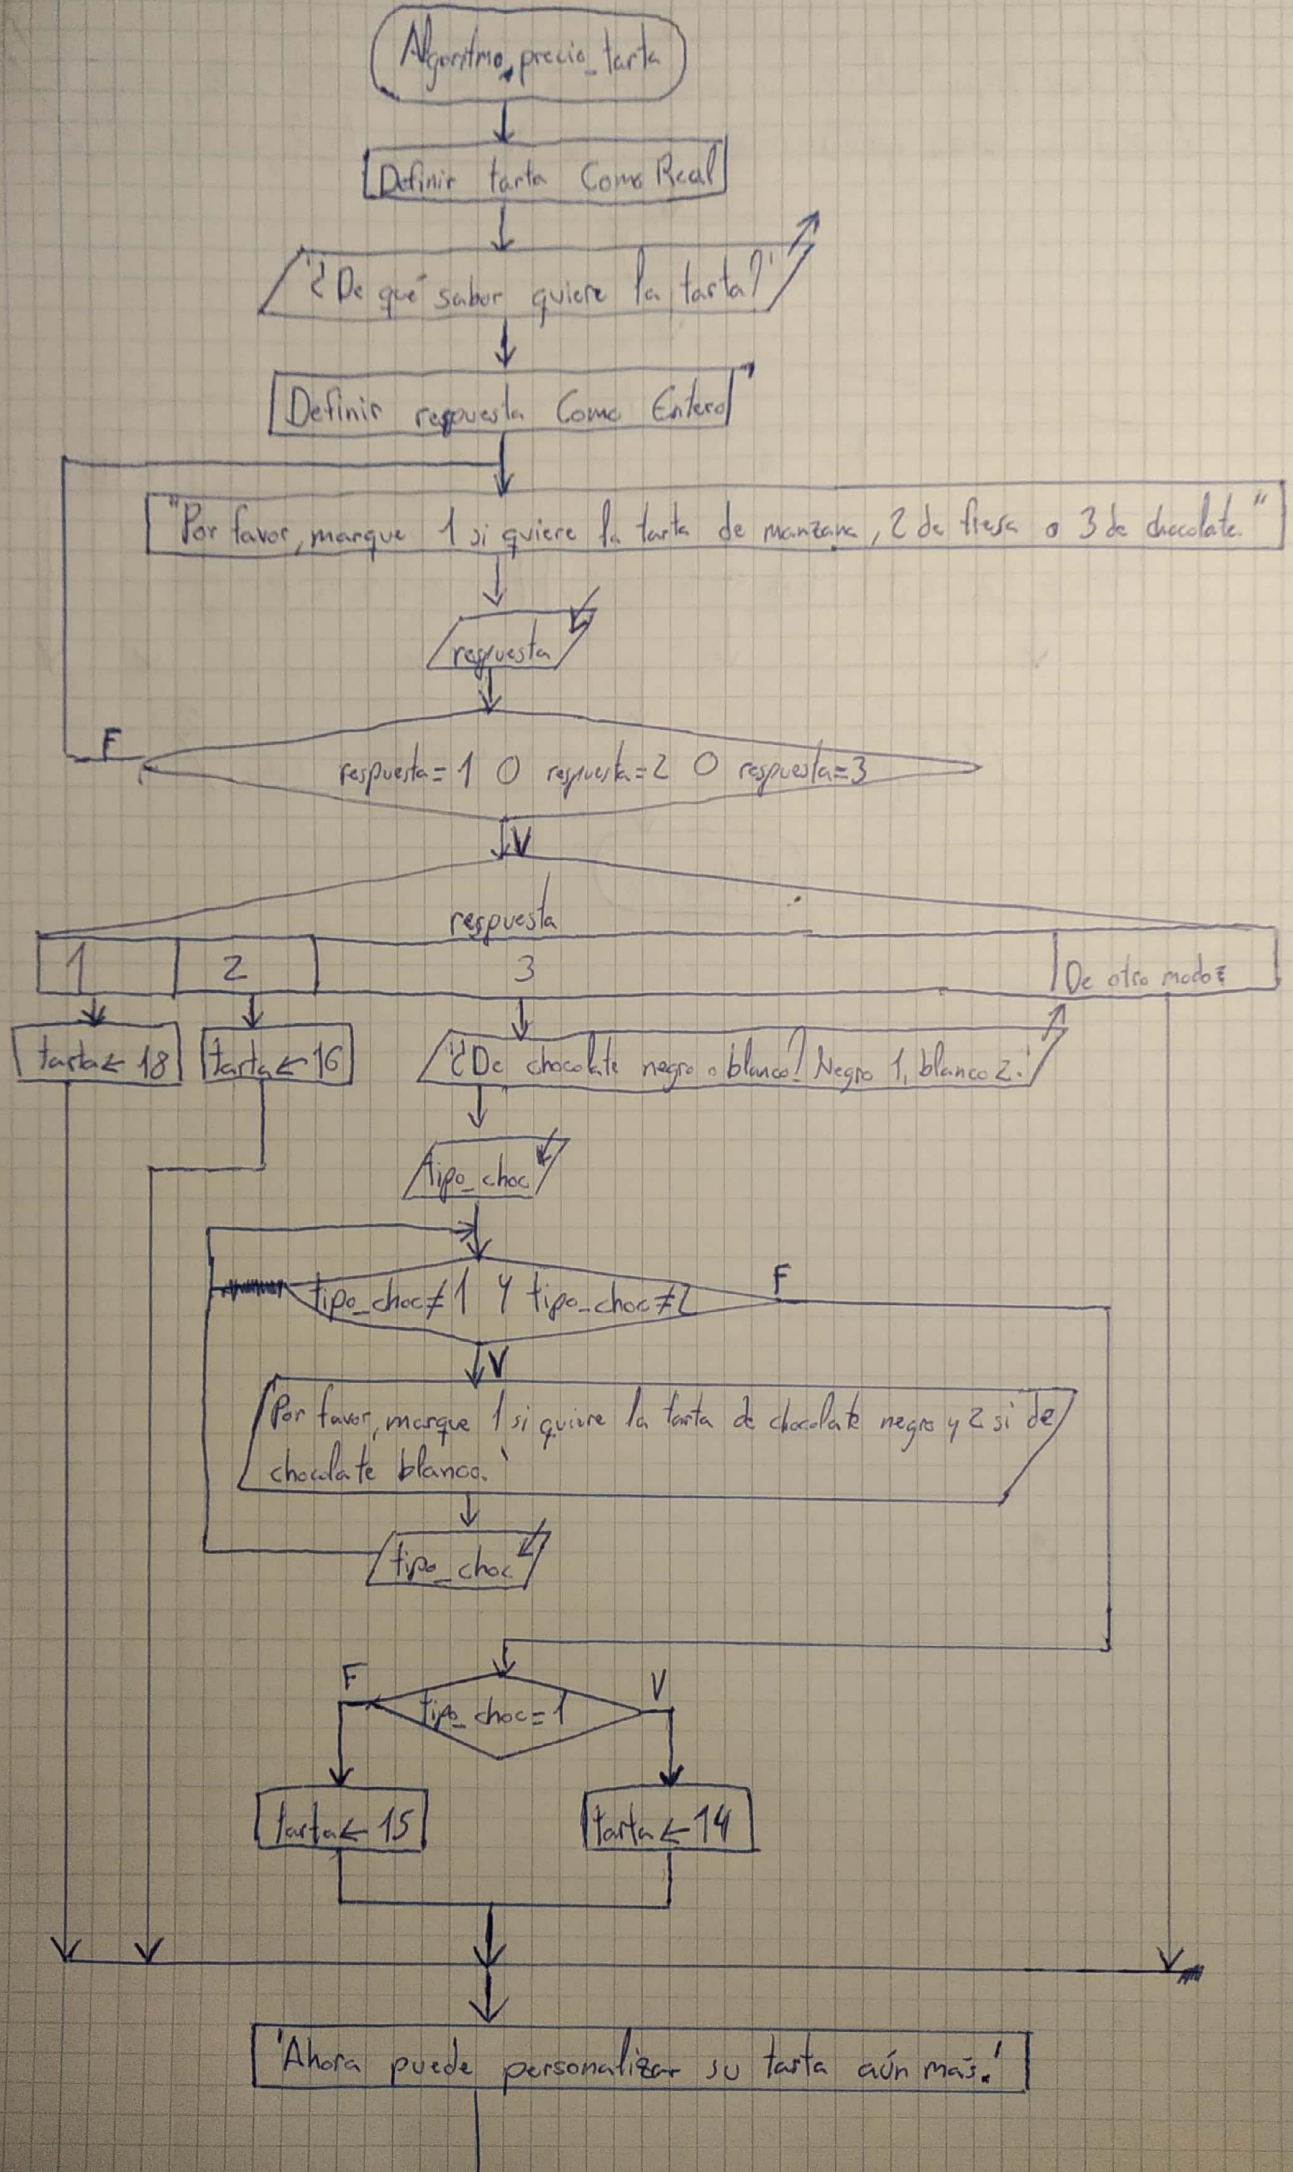 Algoritmo precio_tarta
Definir tarta Como Real
'¿De qué sabor quiere la tarta?'
Definir respuesta Como Entero
"Por favor, marque 1 si quiere la tarta de manzana, 2 de fresa o 3 de chocolate."
respuesta
F
respuesta=1 O respuesta=2 O respuesta=3
V
respuesta
1 2 3 De otro modo:
tarta←18 tarta←16 '¿De chocolate negro o blanco? Negro 1, blanco 2.'
tipo_choc
tipo_choc≠1 Y tipo_choc≠2 F
V
'Por favor, marque 1 si quiere la tarta de chocolate negro y 2 si de
chocolate blanco.'
tipo_choc
F V
tipo_choc=1
tarta←15 tarta←14
'Ahora puede personalizar su tarta aún más.'